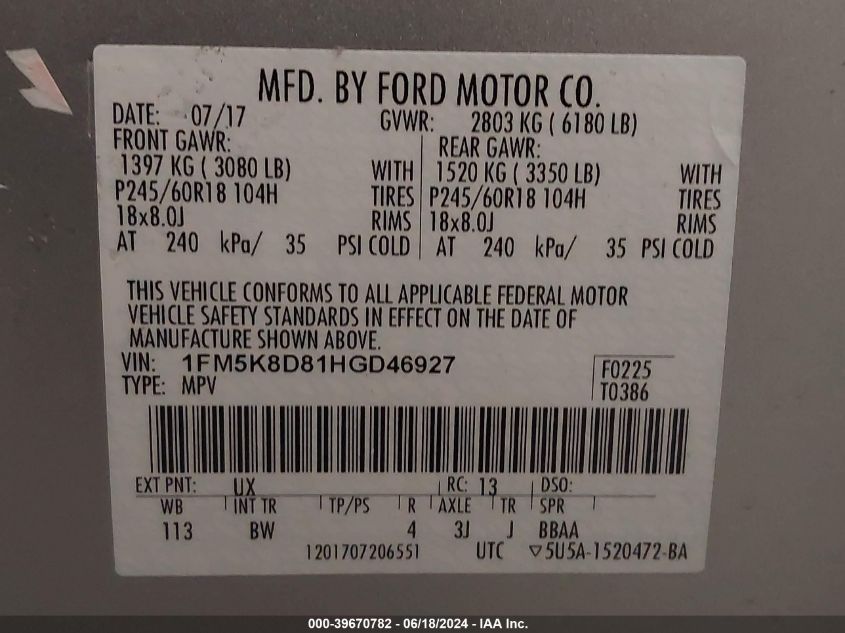 MFD. BY FORD MOTOR CO.
DATE: 07/17 GVWR: 2803 KG ( 6180 LB)
FRONT GAWR: REAR GAWR:
1397 KG ( 3080 LB) WITH 1520 KG ( 3350 LB) WITH
P245/60R18 104H TIRES P245/60R18 104H TIRES
18x8.0J RIMS 18x8.0J RIMS
AT 240 kPa/ 35 PSI COLD AT 240 kPa/ 35 PSI COLD
THIS VEHICLE CONFORMS TO ALL APPLICABLE FEDERAL MOTOR
VEHICLE SAFETY STANDARDS IN EFFECT ON THE DATE OF
MANUFACTURE SHOWN ABOVE.
VIN: 1FM5K8D81HGD46927 F0225
TYPE: MPV T0386
EXT PNT: UX RC: 13 DSO:
WB INT TR TP/PS R AXLE TR SPR
113 BW 4 3J J BBAA
1201707206551 UTC ▽5U5A-1520472-BA
000-39670782 - 06/18/2024 - IAA Inc.